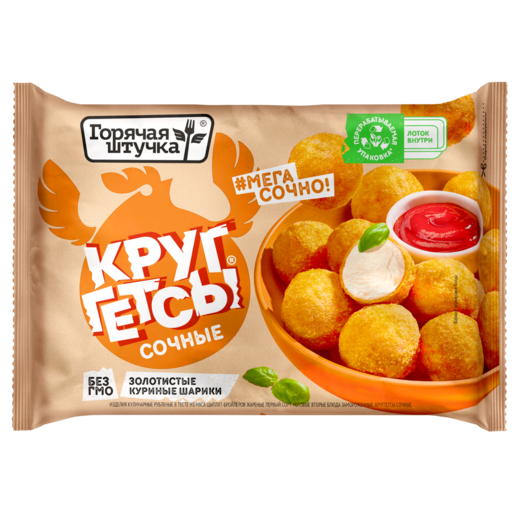 Горячая
штучка®
ПЕРЕРАБАТЫВАЕМАЯ
УПАКОВКА
ЛОТОК
ВНУТРИ
#МЕГА
СОЧНО!
КРУГ
ГЕТСЫ®
СОЧНЫЕ
БЕЗ
ГМО
ЗОЛОТИСТЫЕ
КУРИНЫЕ ШАРИКИ